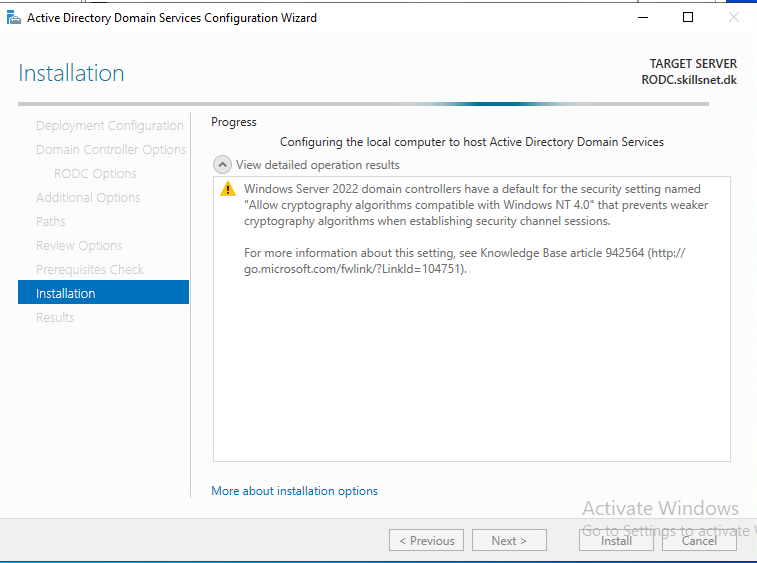 Active Directory Domain Services Configuration Wizard
Installation
TARGET SERVER
RODC.skillsnet.dk
Deployment Configuration
Domain Controller Options
RODC Options
Additional Options
Paths
Review Options
Prerequisites Check
Installation
Results
Progress
Configuring the local computer to host Active Directory Domain Services
View detailed operation results
Windows Server 2022 domain controllers have a default for the security setting named
"Allow cryptography algorithms compatible with Windows NT 4.0" that prevents weaker
cryptography algorithms when establishing security channel sessions.
For more information about this setting, see Knowledge Base article 942564 (http://
go.microsoft.com/fwlink/?LinkId=104751).
More about installation options
Activate Windows
Go to Settings to activate
< Previous
Next >
Install
Cancel